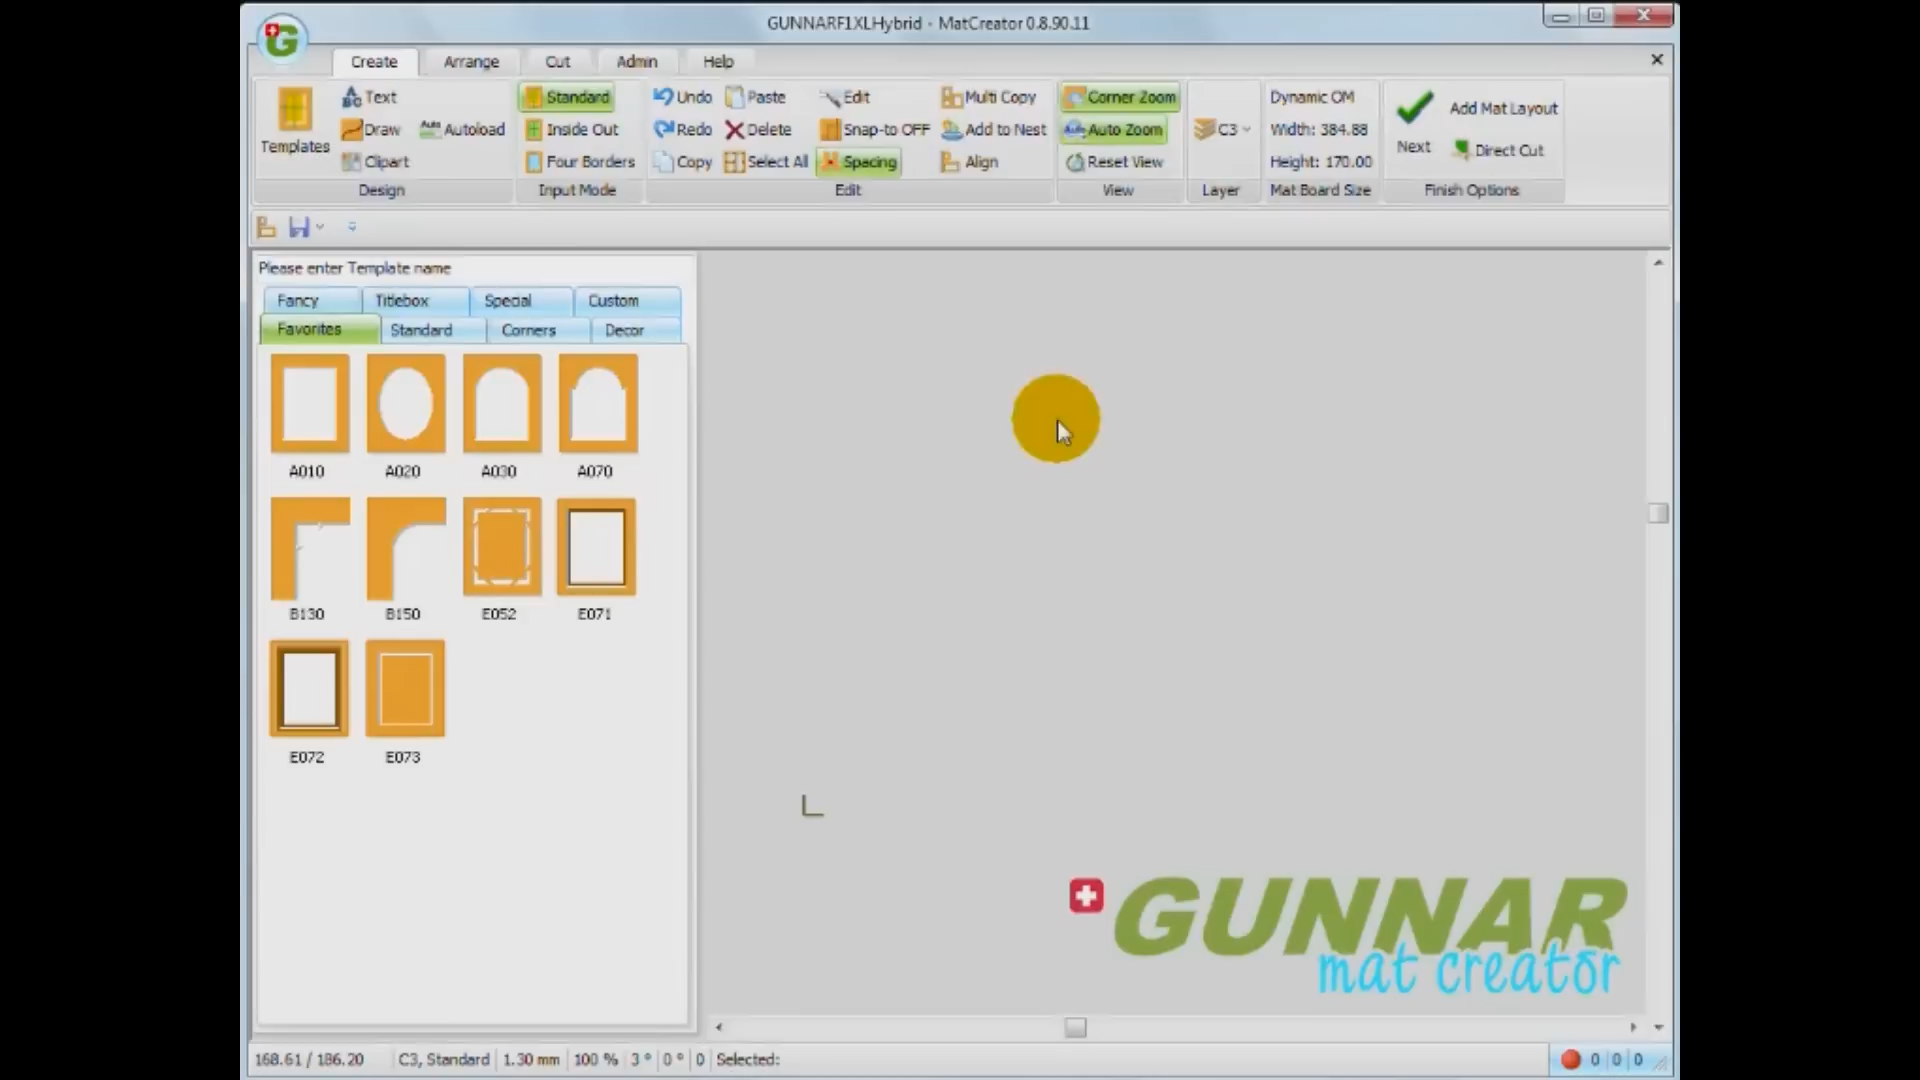 GUNNARF1XLHybrid - MatCreator 0.8.90.11
G
Create Arrange Cut Admin Help
Templates
Text
Draw
Clipart
Autoload
Design
Standard
Inside Out
Four Borders
Input Mode
Undo Paste Edit Multi Copy
Redo Delete Snap-to OFF Add to Nest
Copy Select All Spacing Align
Edit
Corner Zoom
Auto Zoom
Reset View
View
C3
Layer
Dynamic OM
Width: 384.88
Height: 170.00
Mat Board Size
Next
Add Mat Layout
Direct Cut
Finish Options
Please enter Template name
Fancy Titlebox Special Custom
Favorites Standard Corners Decor
A010 A020 A030 A070
B130 B150 E052 E071
E072 E073
GUNNAR
mat creator
168.61 / 186.20 C3, Standard 1.30 mm 100 % 3 ° 0 ° 0 Selected: 0 0 0